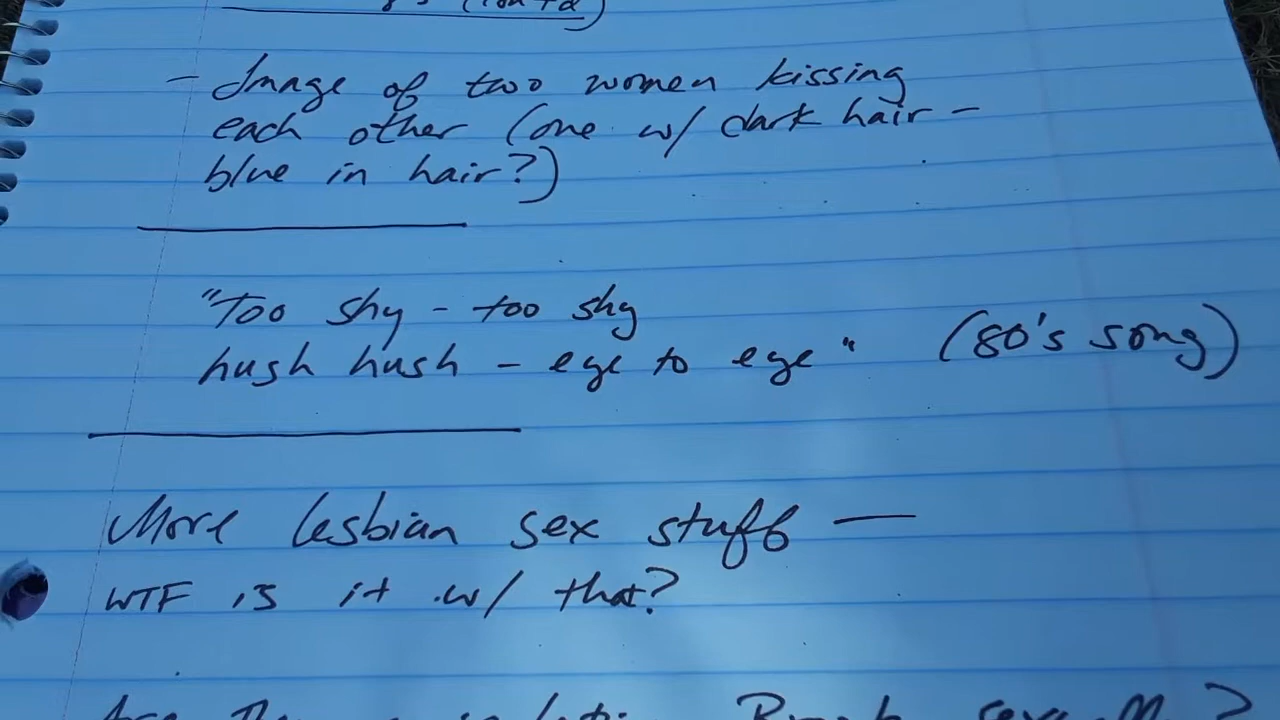 - Image of two women kissing
each other (one w/ dark hair -
blue in hair?)
"Too shy - too shy
hush hush - eye to eye" (80's song)
More lesbian sex stuff —
WTF is it w/ that?